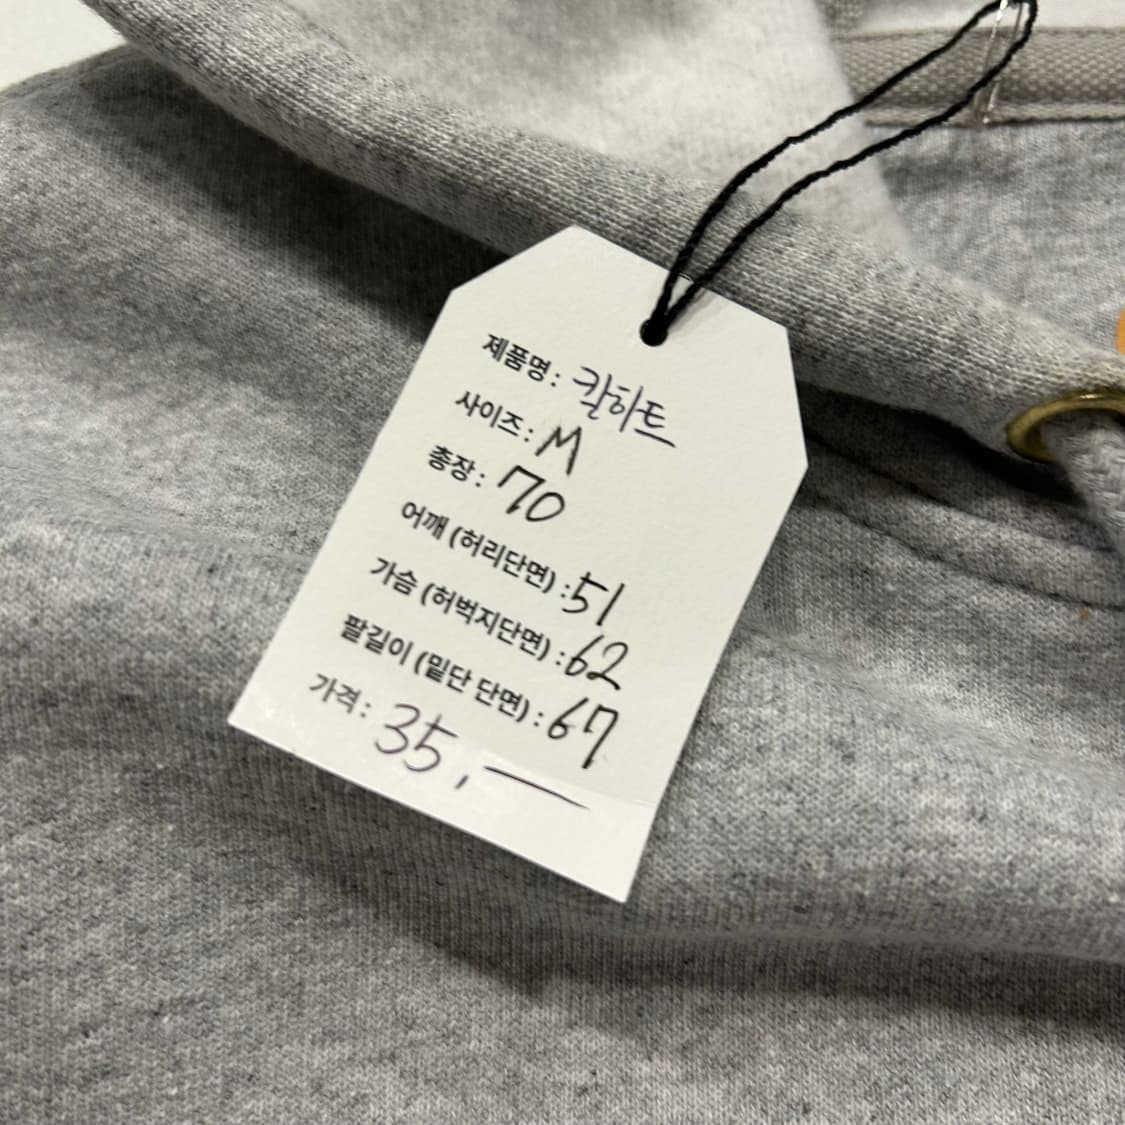 제품명 : 칼하트
사이즈 : M
총장 : 70
어깨 (허리단면) : 51
가슴 (허벅지단면) : 62
팔길이 (밑단 단면) : 67
가격 : 35,—